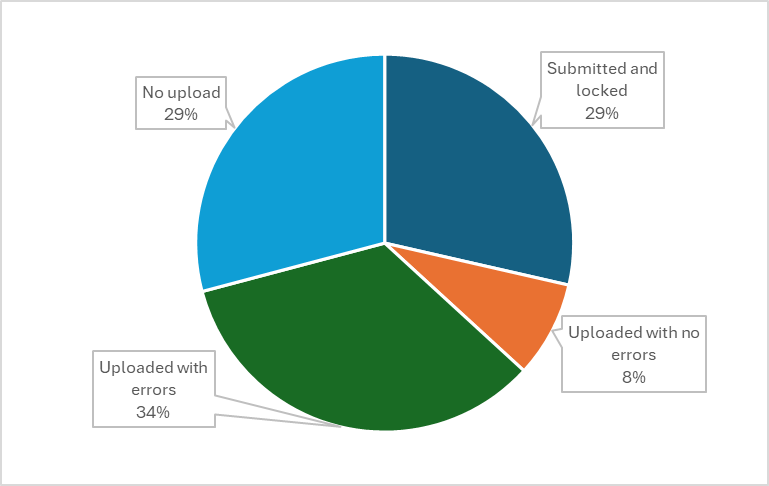 No upload
29%
Submitted and
locked
29%
Uploaded with no
errors
8%
Uploaded with
errors
34%